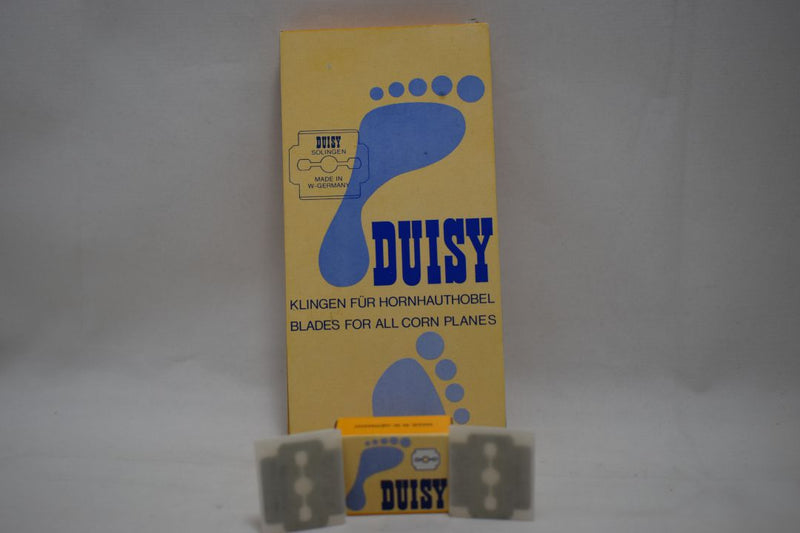 DUISY
SOLINGEN
MADE IN
W-GERMANY
DUISY
KLINGEN FÜR HORNHAUTHOBEL
BLADES FOR ALL CORN PLANES
DUISY